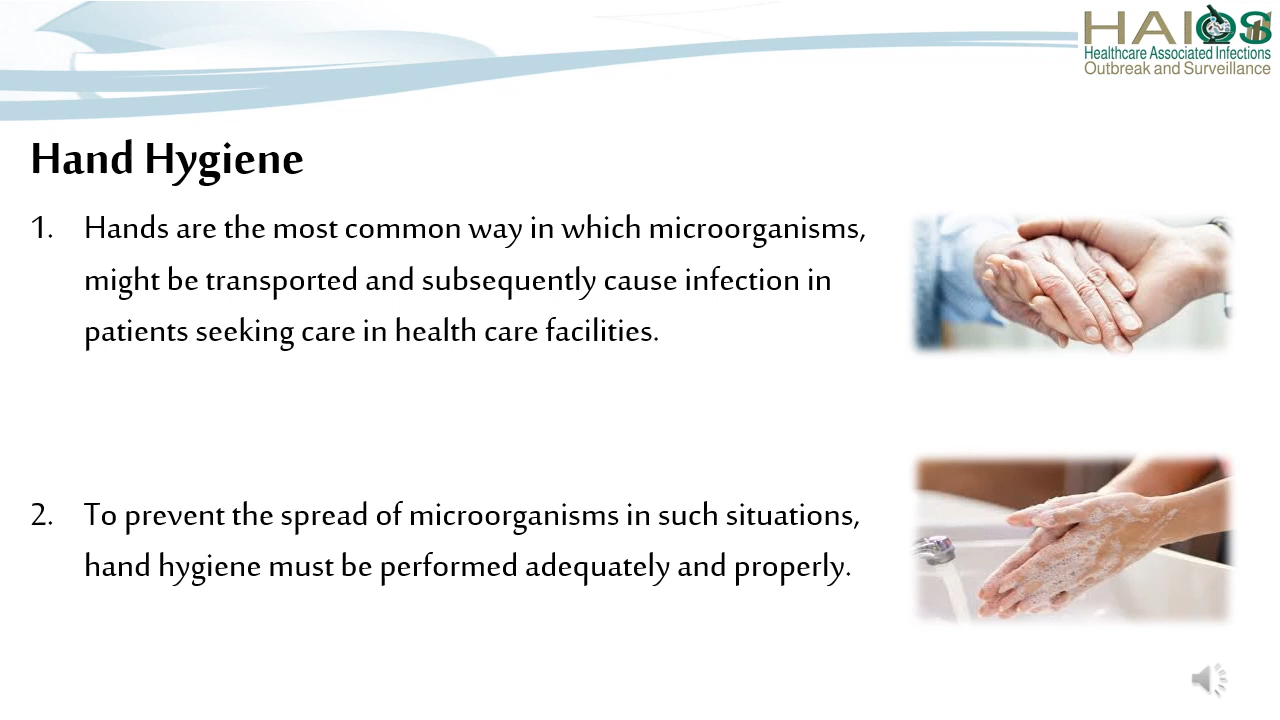 HAIOS
Healthcare Associated Infections
Outbreak and Surveillance
Hand Hygiene
1. Hands are the most common way in which microorganisms,
might be transported and subsequently cause infection in
patients seeking care in health care facilities.
2. To prevent the spread of microorganisms in such situations,
hand hygiene must be performed adequately and properly.